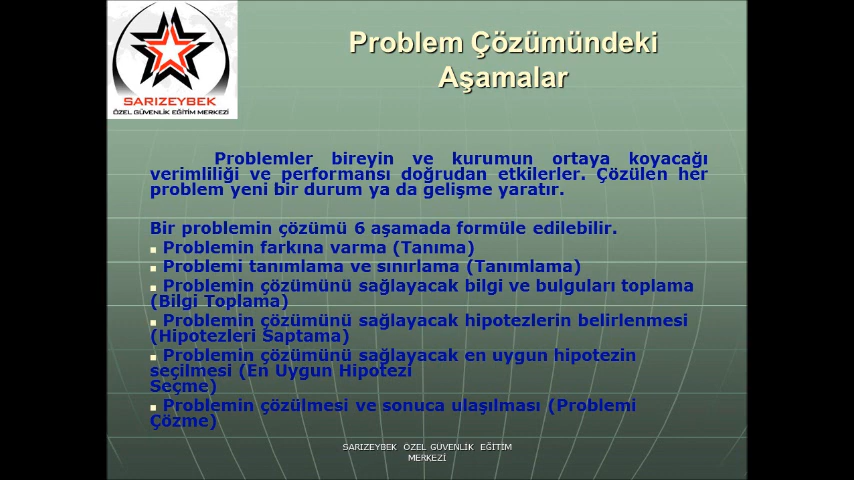 SARIZEYBEK
ÖZEL GÜVENLİK EĞİTİM MERKEZİ
Problem Çözümündeki
Aşamalar
Problemler bireyin ve kurumun ortaya koyacağı
verimliliği ve performansı doğrudan etkilerler. Çözülen her
problem yeni bir durum ya da gelişme yaratır.
Bir problemin çözümü 6 aşamada formüle edilebilir.
Problemin farkına varma (Tanıma)
Problemi tanımlama ve sınırlama (Tanımlama)
Problemin çözümünü sağlayacak bilgi ve bulguları toplama
(Bilgi Toplama)
Problemin çözümünü sağlayacak hipotezlerin belirlenmesi
(Hipotezleri Saptama)
Problemin çözümünü sağlayacak en uygun hipotezin
seçilmesi (En Uygun Hipotezi
Seçme)
Problemin çözülmesi ve sonuca ulaşılması (Problemi
Çözme)
SARIZEYBEK ÖZEL GÜVENLİK EĞİTİM
MERKEZİ